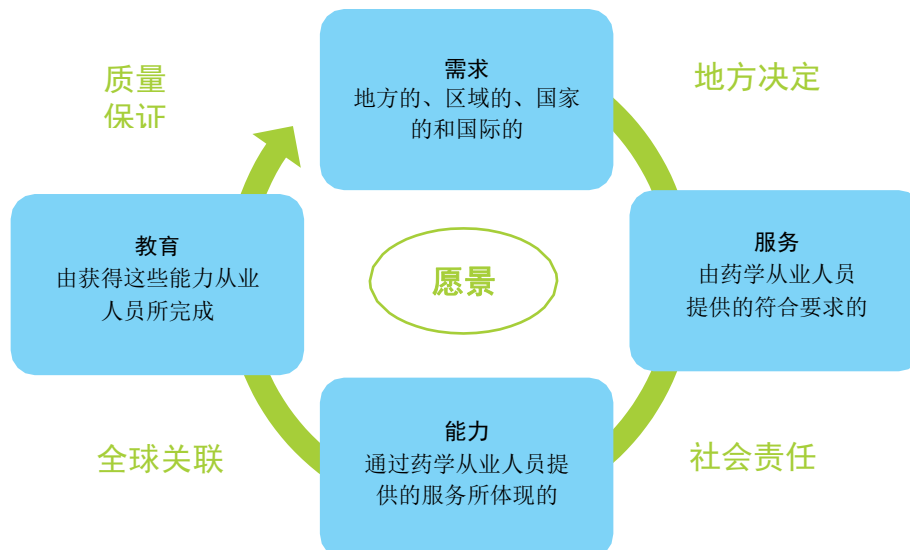 质量
保证
需求
地方的、区域的、国家
的和国际的
地方决定
教育
由获得这些能力从业
人员所完成
愿景
服务
由药学从业人员
提供的符合要求的
全球关联
能力
通过药学从业人员提
供的服务所体现的
社会责任